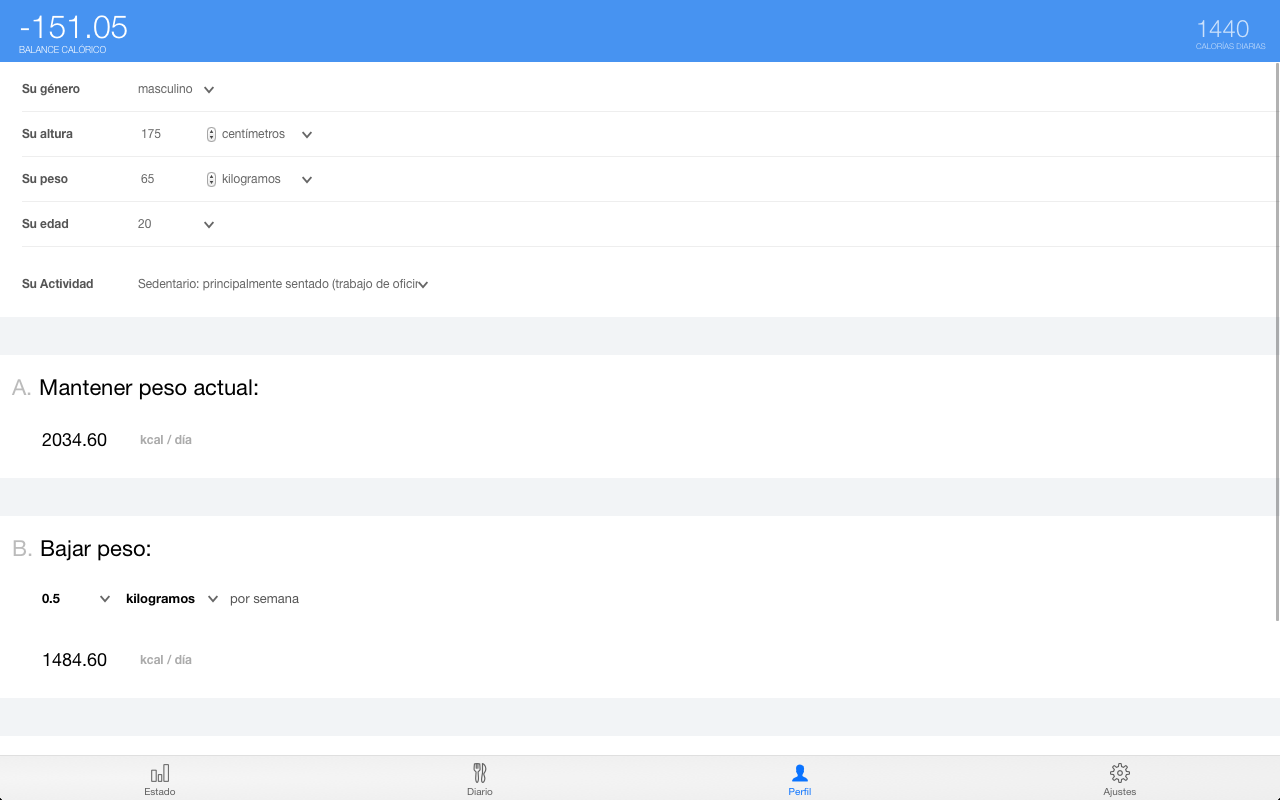 -151.05
BALANCE CALÓRICO
1440
CALORÍAS DIARIAS
Su género masculino
Su altura 175 centímetros
Su peso 65 kilogramos
Su edad 20
Su Actividad Sedentario: principalmente sentado (trabajo de oficin
A. Mantener peso actual:
2034.60 kcal / día
B. Bajar peso:
0.5 kilogramos por semana
1484.60 kcal / día
Estado Diario Perfil Ajustes